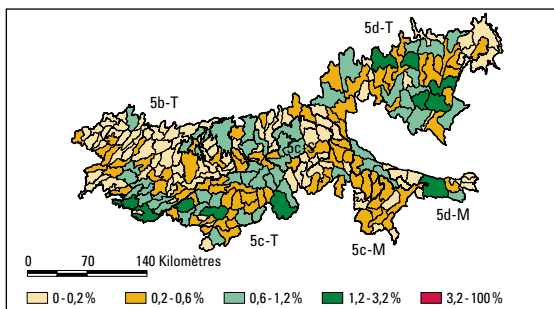 5d-T
5b-T
5c-S
5d-M
5c-T
5c-M
0 70 140 Kilomètres
0-0,2% 0,2-0,6% 0,6-1,2% 1,2-3,2% 3,2-100%